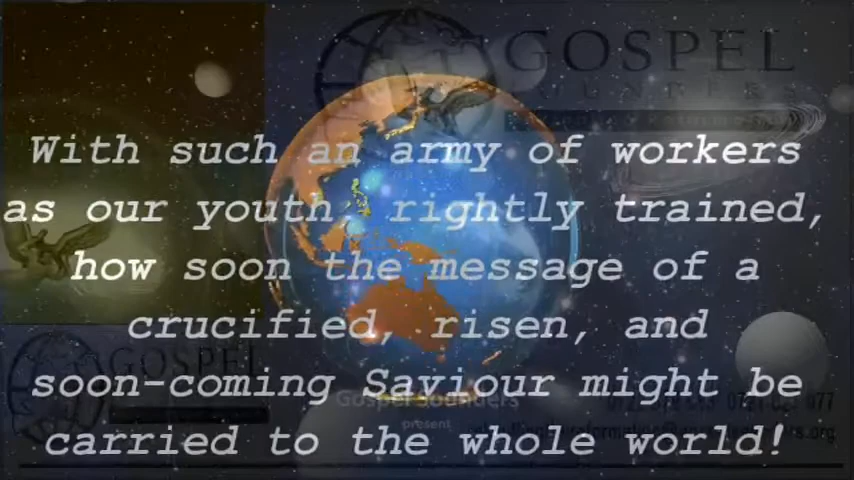 GOSPEL
With such an army of workers
as our youth, rightly trained,
how soon the message of a
crucified, risen, and
GOSPEL
soon-coming Saviour might be
Gospel Sounders
present
carried to the whole world!